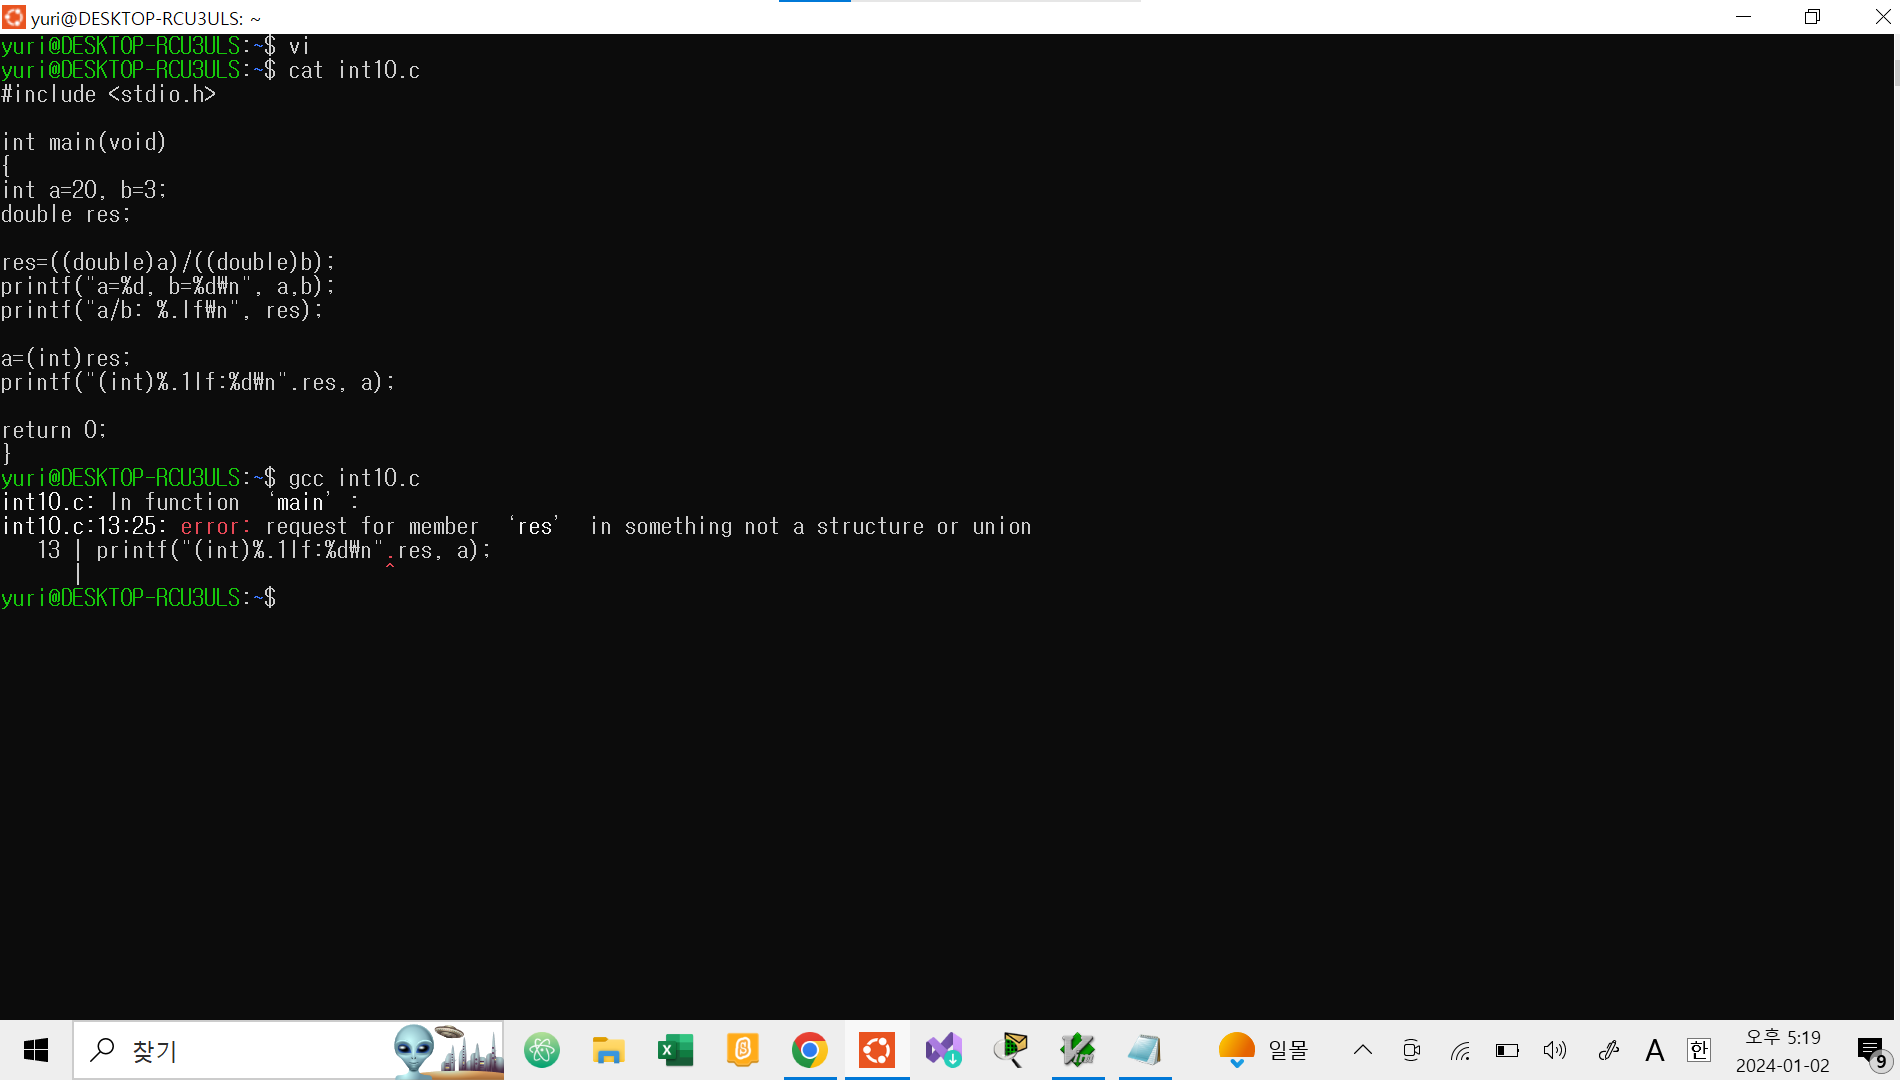 yuri@DESKTOP-RCU3ULS: ~
yuri@DESKTOP-RCU3ULS:~$ vi
yuri@DESKTOP-RCU3ULS:~$ cat int10.c
#include <stdio.h>
int main(void)
{
int a=20, b=3;
double res;
res=((double)a)/((double)b);
printf("a=%d, b=%d₩n", a,b);
printf("a/b: %.lf₩n", res);
a=(int)res;
printf("(int)%.1lf:%d₩n".res, a);
return 0;
}
yuri@DESKTOP-RCU3ULS:~$ gcc int10.c
int10.c: In function ‘main’:
int10.c:13:25: error: request for member ‘res’ in something not a structure or union
13 | printf("(int)%.1lf:%d₩n".res, a);
| ^
yuri@DESKTOP-RCU3ULS:~$
찾기
일몰
A
한
오후 5:19
2024-01-02
9